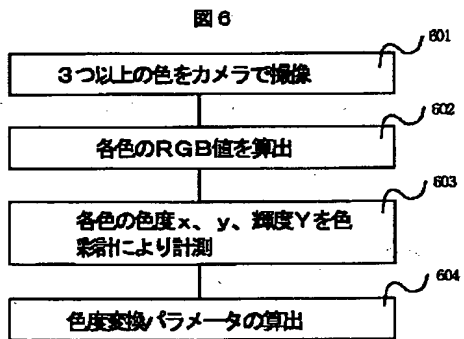 図６
601
３つ以上の色をカメラで撮像
602
各色のＲＧＢ値を算出
603
各色の色度ｘ、ｙ、輝度Ｙを色
彩計により計測
604
色度変換パラメータの算出